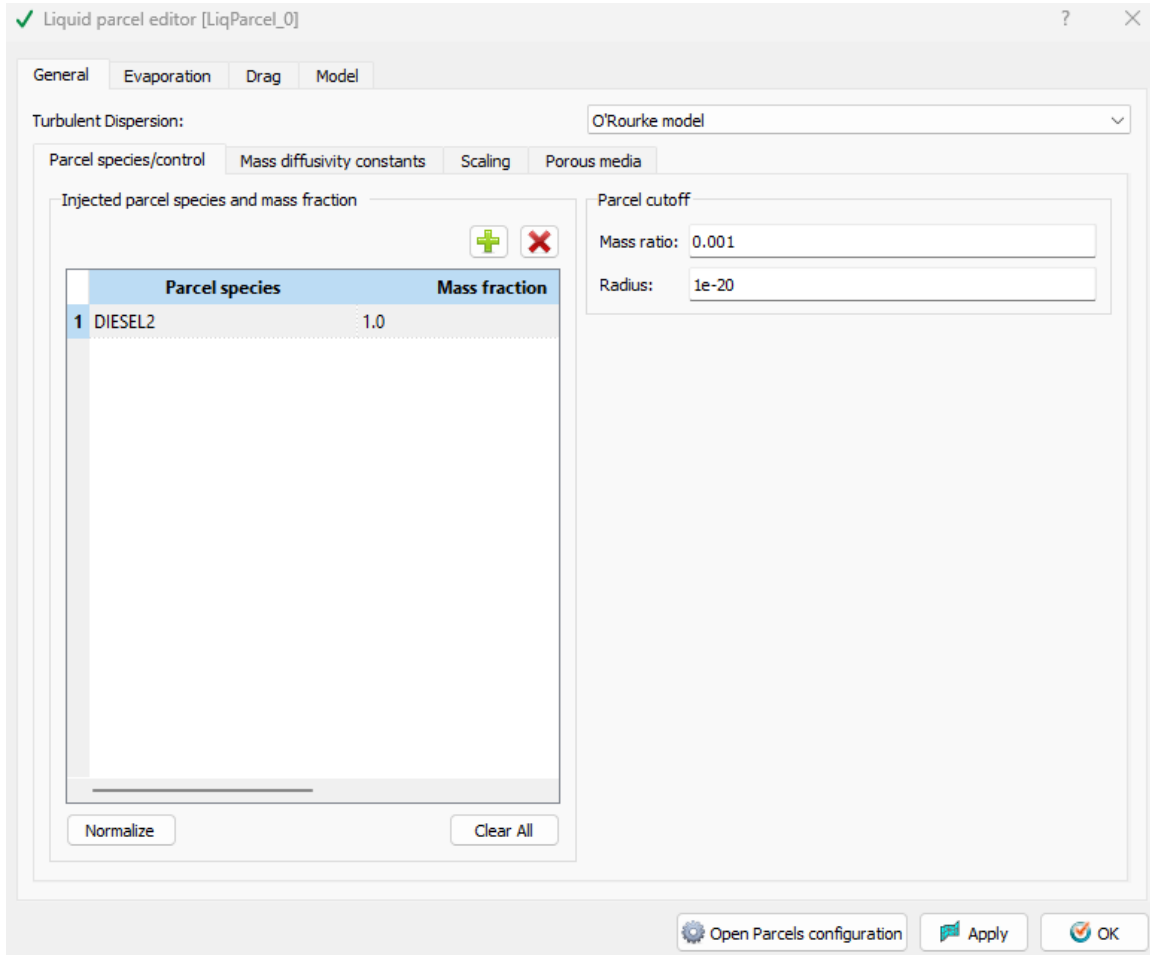 Liquid parcel editor [LiqParcel_0]
?
General Evaporation Drag Model
Turbulent Dispersion: O'Rourke model
Parcel species/control Mass diffusivity constants Scaling Porous media
Injected parcel species and mass fraction
Parcel cutoff
Mass ratio: 0.001
Radius: 1e-20
Parcel species Mass fraction
1 DIESEL2 1.0
Normalize Clear All
Open Parcels configuration Apply OK